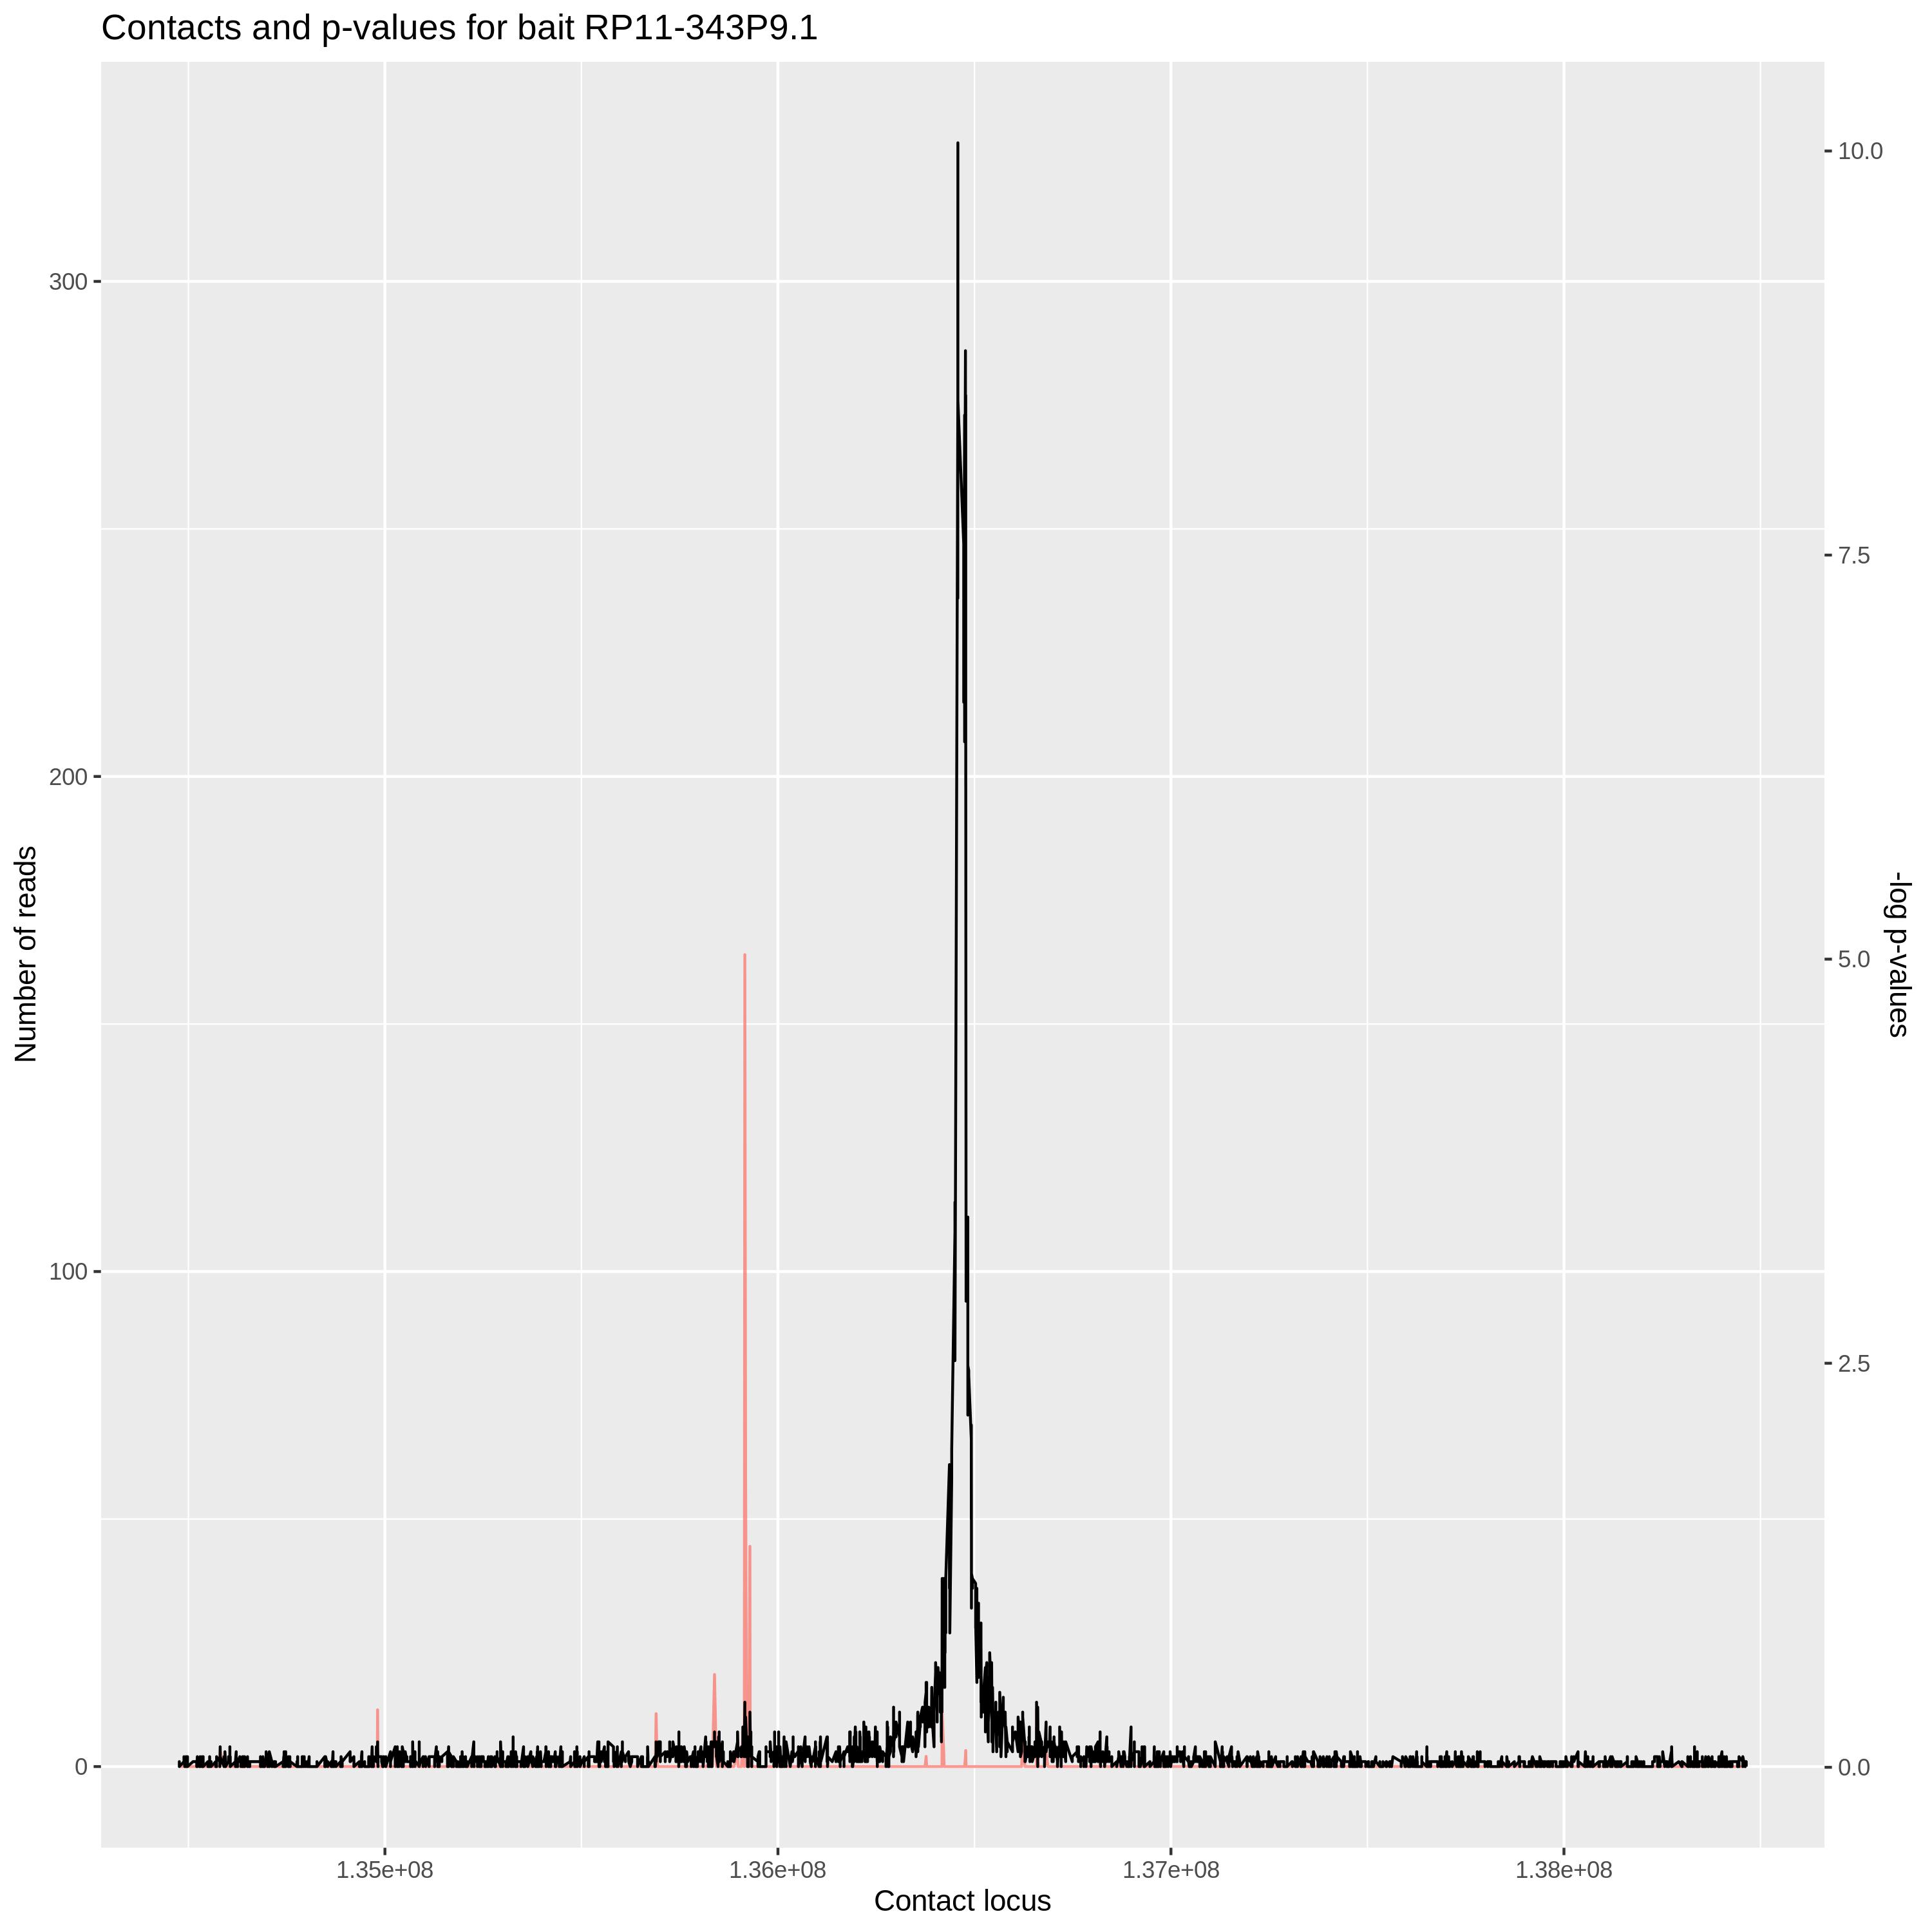 Contacts and p-values for bait RP11-343P9.1
300
200
100
0
Number of reads
10.0
7.5
5.0
2.5
0.0
-log p-values
1.35e+08
1.36e+08
1.37e+08
1.38e+08
Contact locus